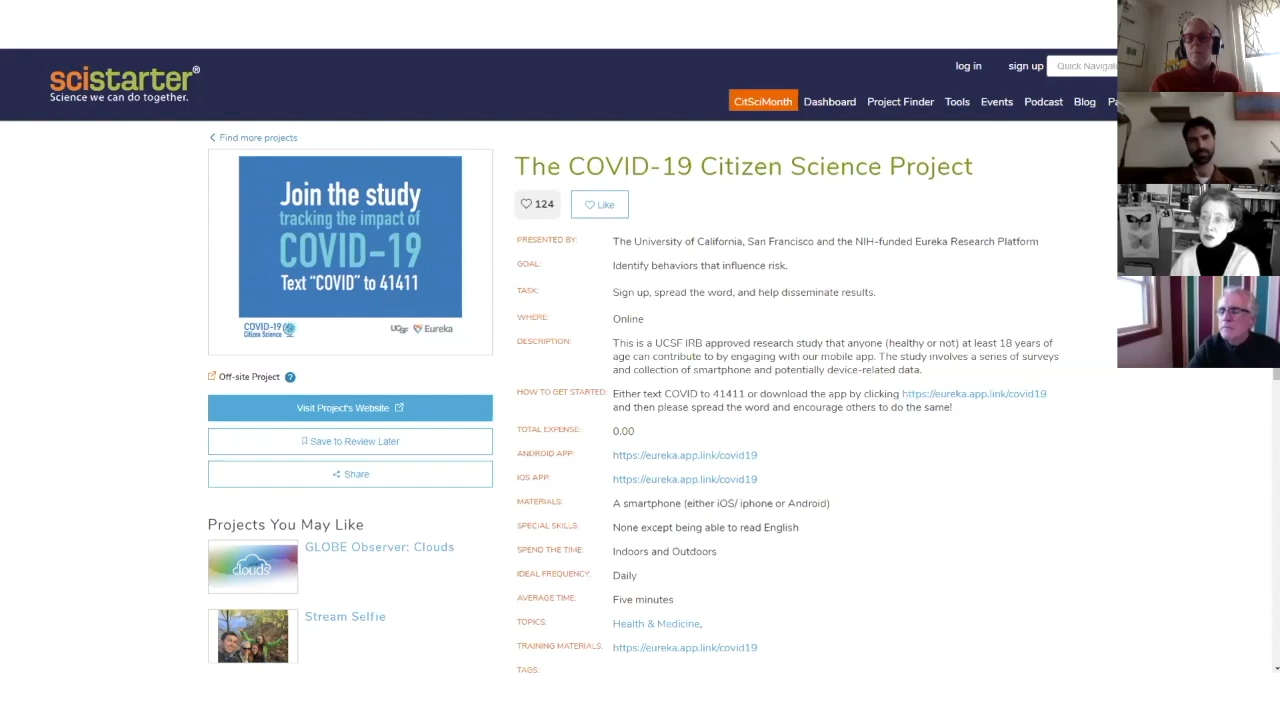 log in
sign up
Quick Navigate
scistarter®
Science we can do together.
CitSciMonth
Dashboard
Project Finder
Tools
Events
Podcast
Blog
Find more projects
Join the study
tracking the impact of
COVID-19
Text “COVID” to 41411
COVID-19
Citizen Science
UCSF
Eureka
Off-site Project ?
Visit Project's Website
Save to Review Later
Share
Projects You May Like
GLOBE Observer: Clouds
clouds
Stream Selfie
The COVID-19 Citizen Science Project
124
Like
PRESENTED BY: The University of California, San Francisco and the NIH-funded Eureka Research Platform
GOAL: Identify behaviors that influence risk.
TASK: Sign up, spread the word, and help disseminate results.
WHERE: Online
DESCRIPTION: This is a UCSF IRB approved research study that anyone (healthy or not) at least 18 years of
age can contribute to by engaging with our mobile app. The study involves a series of surveys
and collection of smartphone and potentially device-related data.
HOW TO GET STARTED: Either text COVID to 41411 or download the app by clicking https://eureka.app.link/covid19
and then please spread the word and encourage others to do the same!
TOTAL EXPENSE: 0.00
ANDROID APP: https://eureka.app.link/covid19
IOS APP: https://eureka.app.link/covid19
MATERIALS: A smartphone (either iOS/ iphone or Android)
SPECIAL SKILLS: None except being able to read English
SPEND THE TIME: Indoors and Outdoors
IDEAL FREQUENCY: Daily
AVERAGE TIME: Five minutes
TOPICS: Health & Medicine,
TRAINING MATERIALS: https://eureka.app.link/covid19
TAGS: